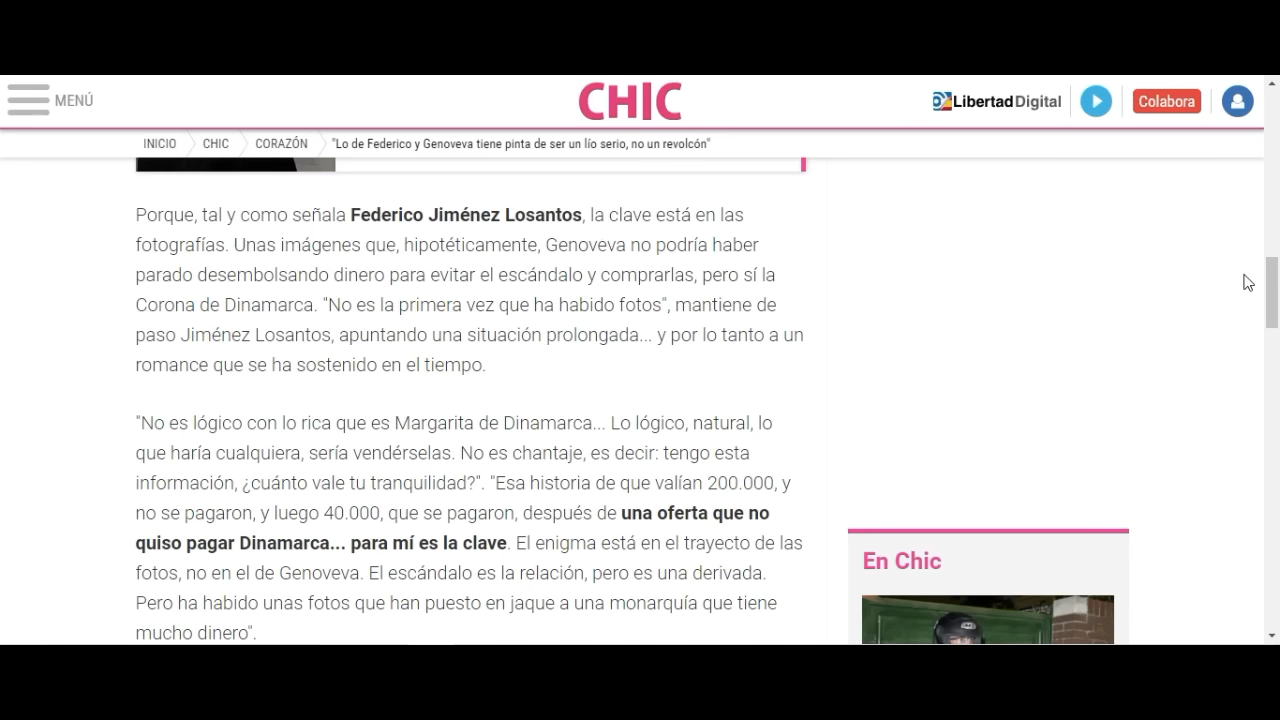 MENÚ
CHIC
Libertad Digital
Colabora
INICIO
CHIC
CORAZÓN
"Lo de Federico y Genoveva tiene pinta de ser un lío serio, no un revolcón"
Porque, tal y como señala Federico Jiménez Losantos, la clave está en las
fotografías. Unas imágenes que, hipotéticamente, Genoveva no podría haber
parado desembolsando dinero para evitar el escándalo y comprarlas, pero sí la
Corona de Dinamarca. "No es la primera vez que ha habido fotos", mantiene de
paso Jiménez Losantos, apuntando una situación prolongada... y por lo tanto a un
romance que se ha sostenido en el tiempo.
"No es lógico con lo rica que es Margarita de Dinamarca... Lo lógico, natural, lo
que haría cualquiera, sería vendérselas. No es chantaje, es decir: tengo esta
información, ¿cuánto vale tu tranquilidad?". "Esa historia de que valían 200.000, y
no se pagaron, y luego 40.000, que se pagaron, después de una oferta que no
quiso pagar Dinamarca... para mí es la clave. El enigma está en el trayecto de las
fotos, no en el de Genoveva. El escándalo es la relación, pero es una derivada.
Pero ha habido unas fotos que han puesto en jaque a una monarquía que tiene
mucho dinero".
En Chic